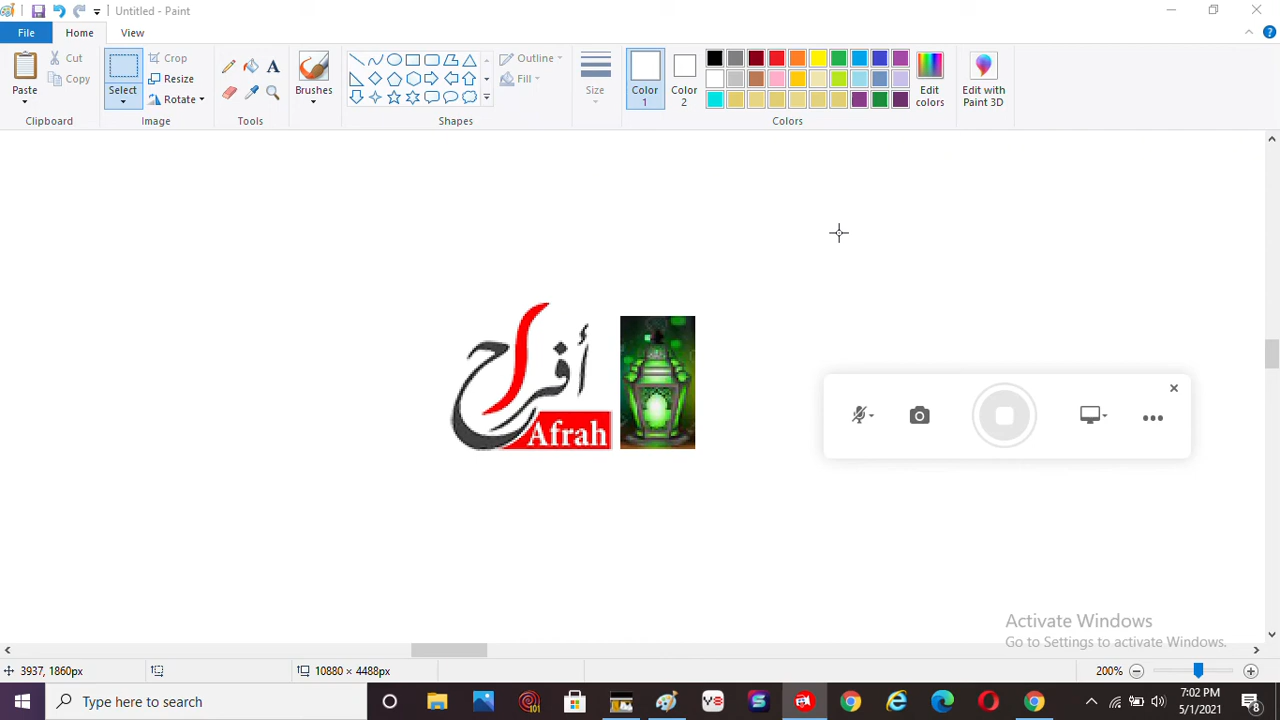 Untitled - Paint
File
Home
View
Paste
Cut
Copy
Clipboard
Select
Crop
Resize
Rotate
Image
A
Tools
Brushes
Outline
Fill
Shapes
Size
Color 1
Color 2
Edit colors
Colors
Edit with Paint 3D
أفراح
Afrah
Activate Windows
Go to Settings to activate Windows.
3937, 1860px
10880 × 4488px
200%
Type here to search
101
7:02 PM
5/1/2021
8